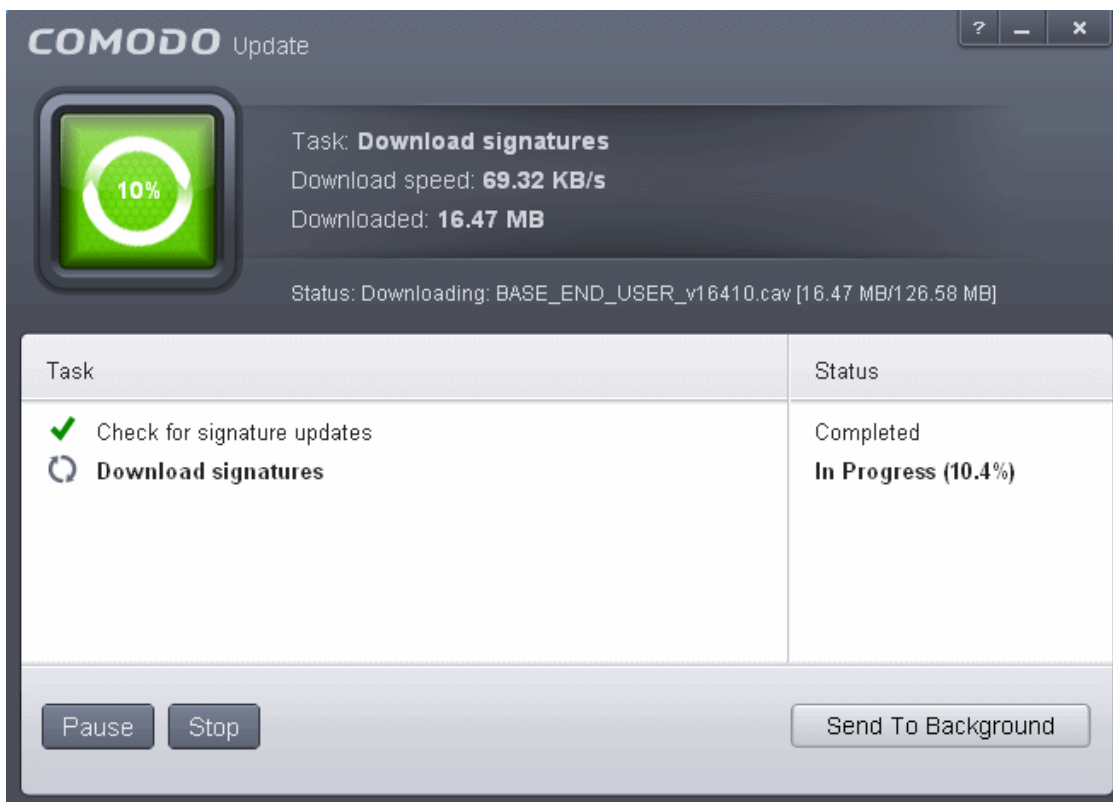 COMODO Update
? _ x
10%
Task: Download signatures
Download speed: 69.32 KB/s
Downloaded: 16.47 MB
Status: Downloading: BASE_END_USER_v16410.cav [16.47 MB/126.58 MB]
Task Status
Check for signature updates Completed
Download signatures In Progress (10.4%)
Pause Stop Send To Background